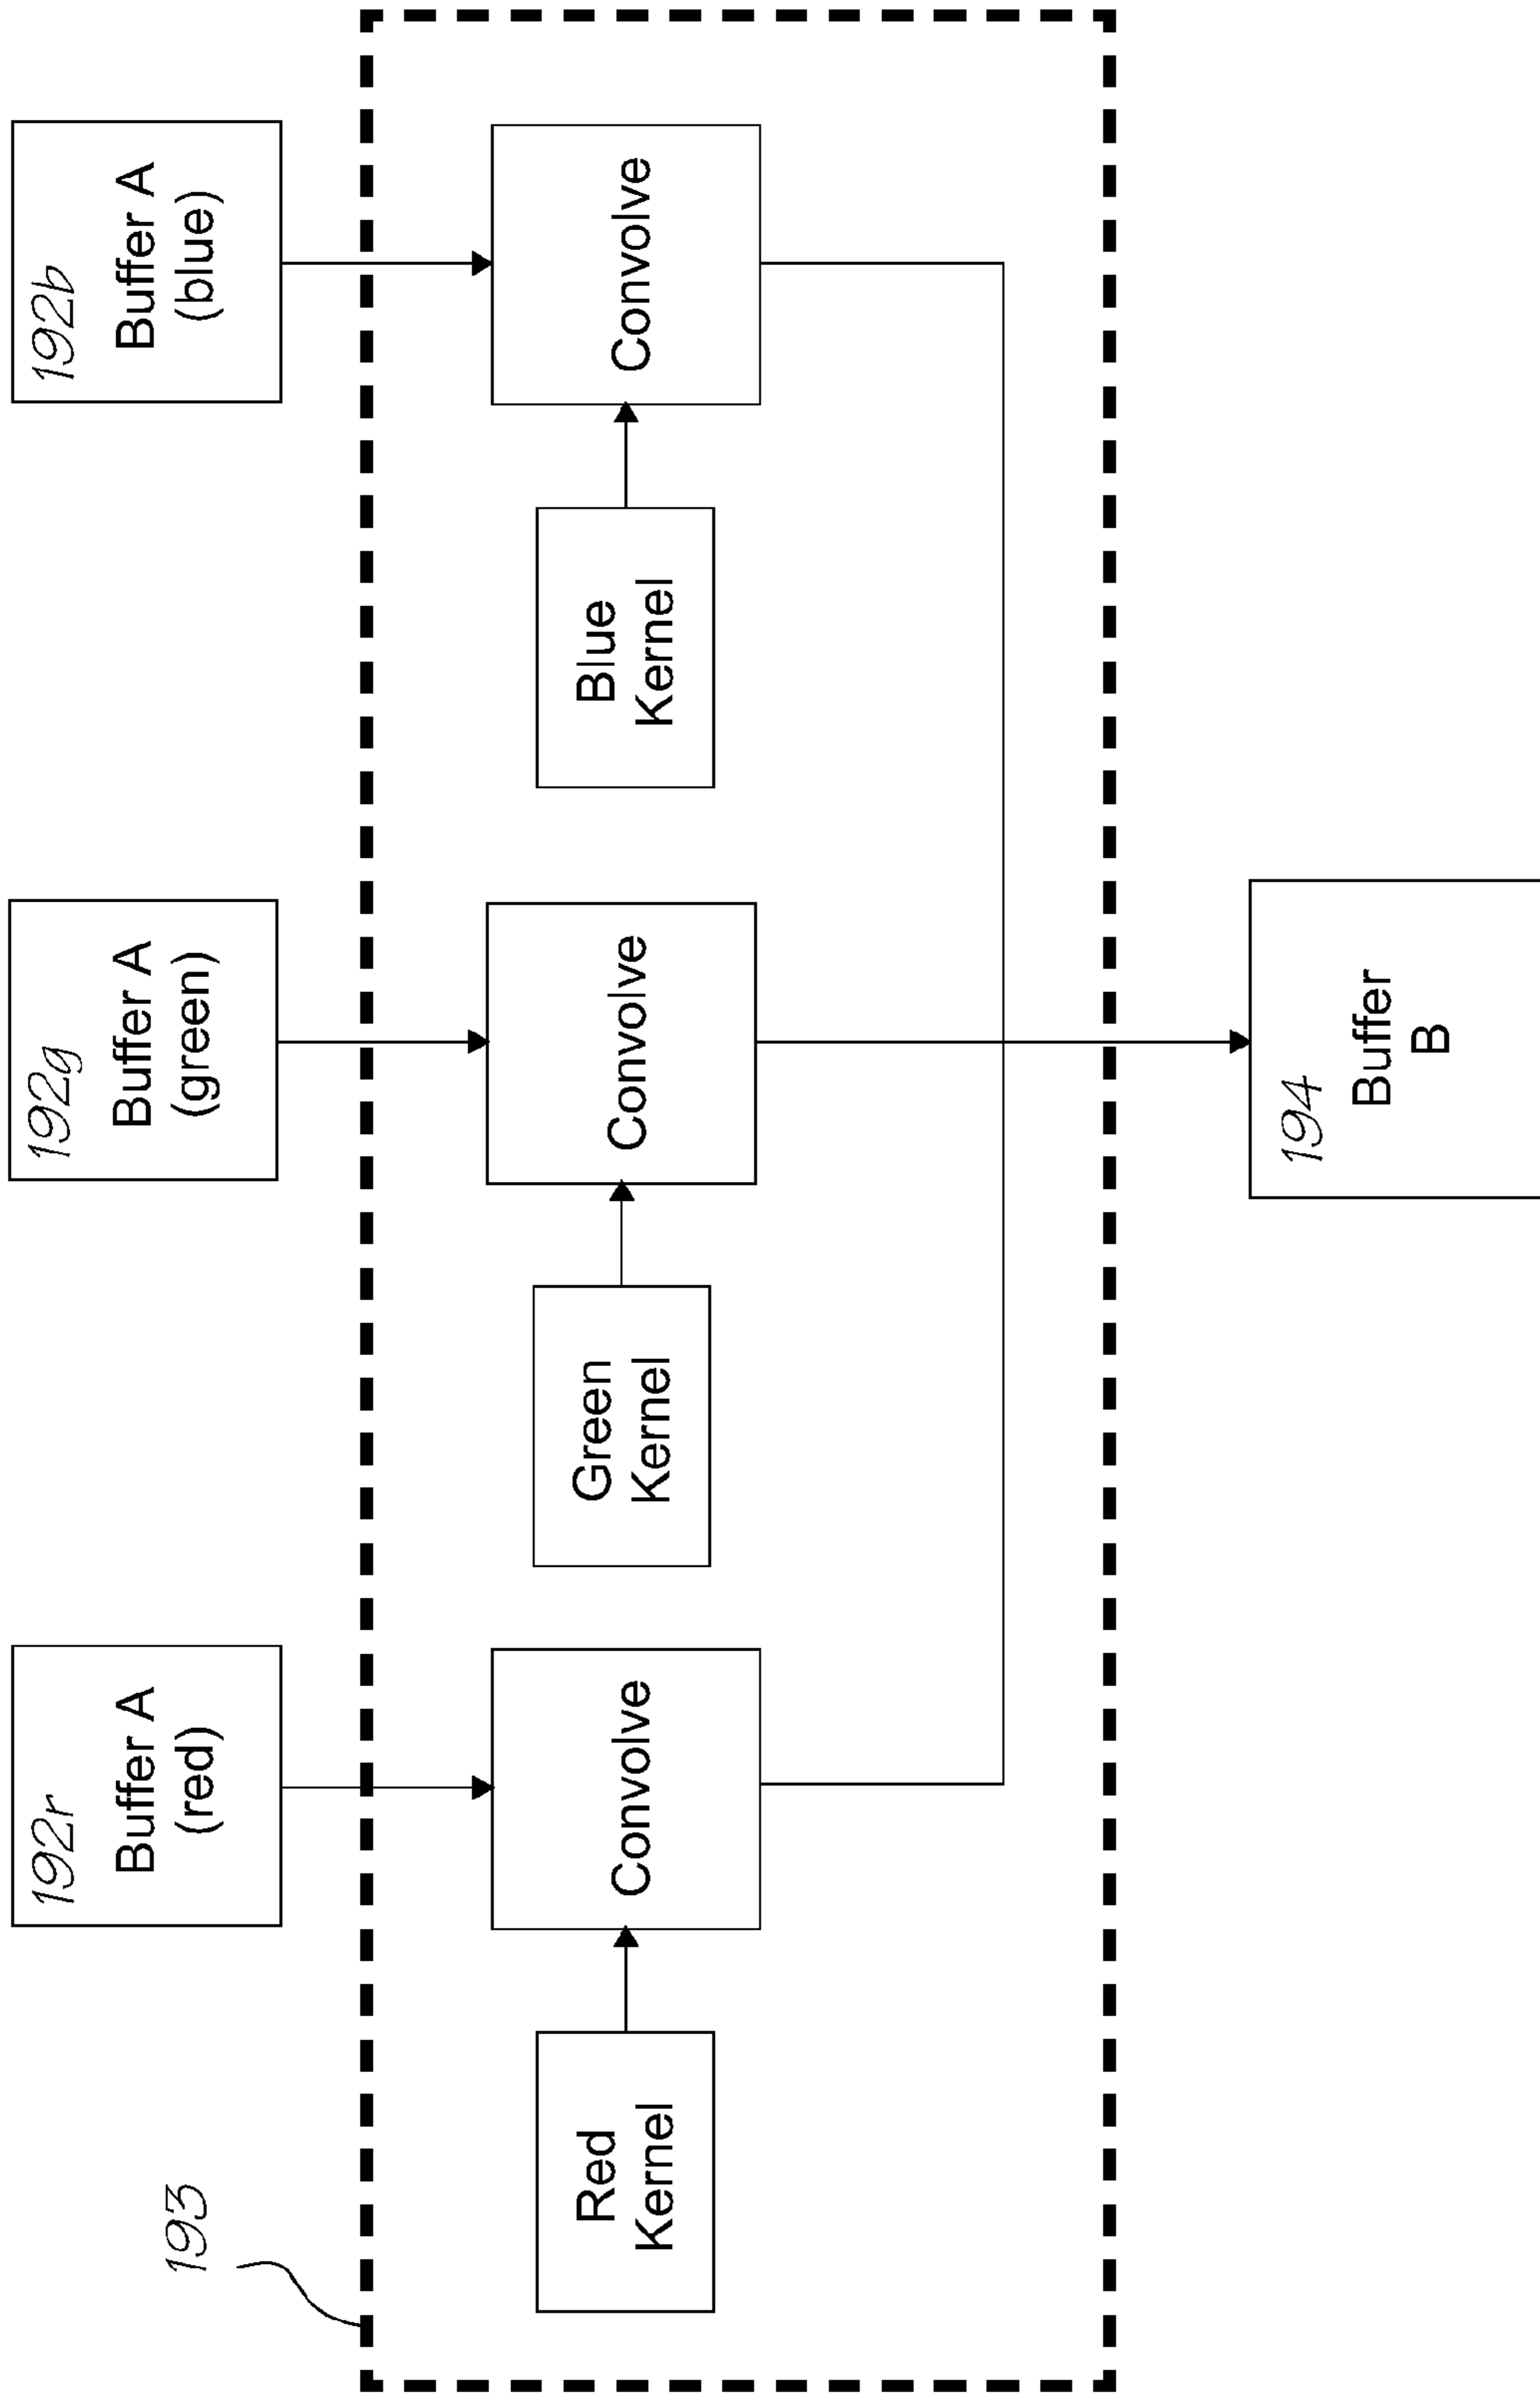 192r
Buffer A
(red)
192g
Buffer A
(green)
192b
Buffer A
(blue)
193
Red
Kernel
Convolve
Green
Kernel
Convolve
Blue
Kernel
Convolve
194
Buffer
B